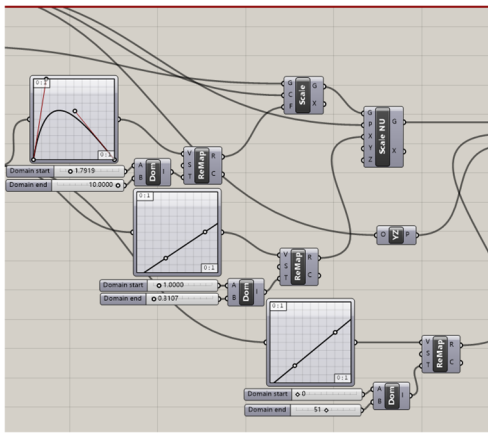 0:1
0:1
Domain start 1.7919
Domain end 10.0000
A
B
Dom
I
V
S
T
ReMap
R
C
G
C
F
Scale
G
X
G
P
X
Y
Z
Scale NU
G
X
O
YZ
P
0:1
Domain start 1.0000
Domain end 0.3107
A
B
Dom
I
V
S
T
ReMap
R
C
0:1
0:1
Domain start 0
Domain end 51
A
B
Dom
I
V
S
T
ReMap
R
C